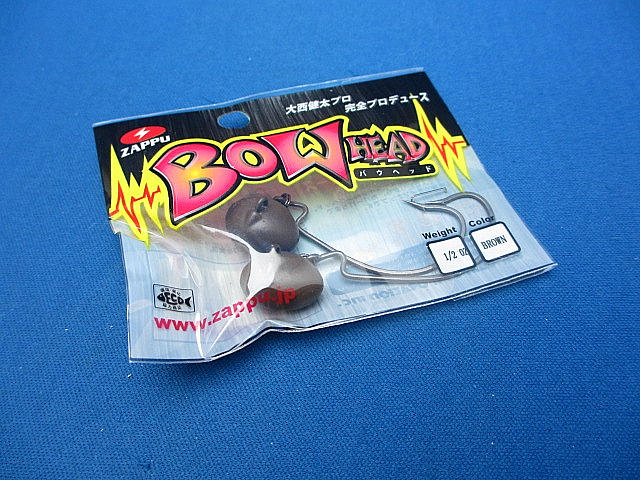 大西健太プロ 完全プロデュース
ZAPPU
BOW HEAD
バウヘッド
Weight Color
1/2 OZ BROWN
www.zappu.jp